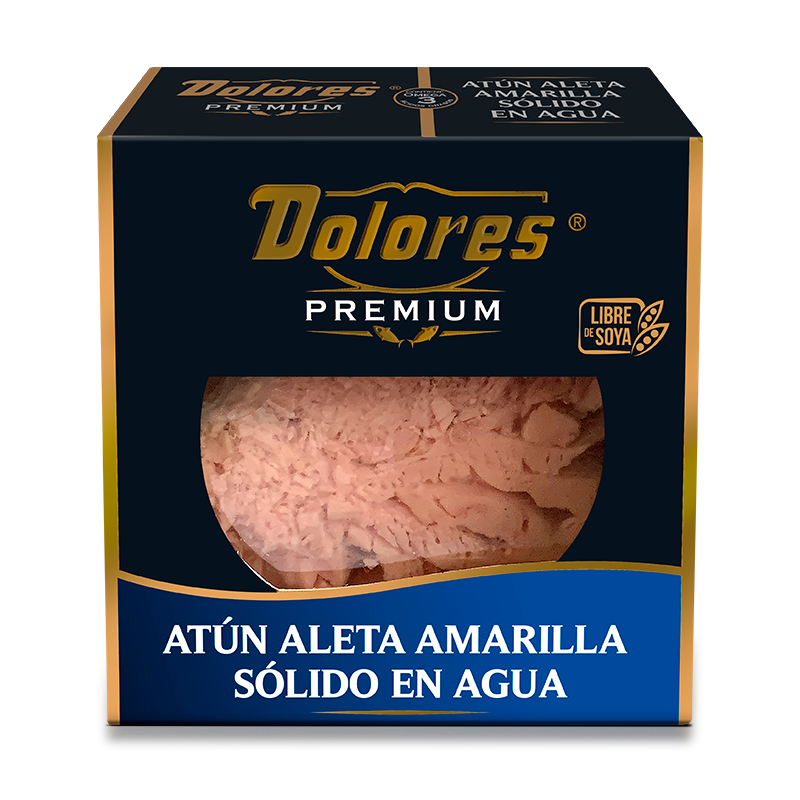 Dolores®
PREMIUM
OMEGA
3
ATÚN ALETA
AMARILLA
SÓLIDO
EN AGUA
Dolores®
PREMIUM
LIBRE
DE SOYA
ATÚN ALETA AMARILLA
SÓLIDO EN AGUA